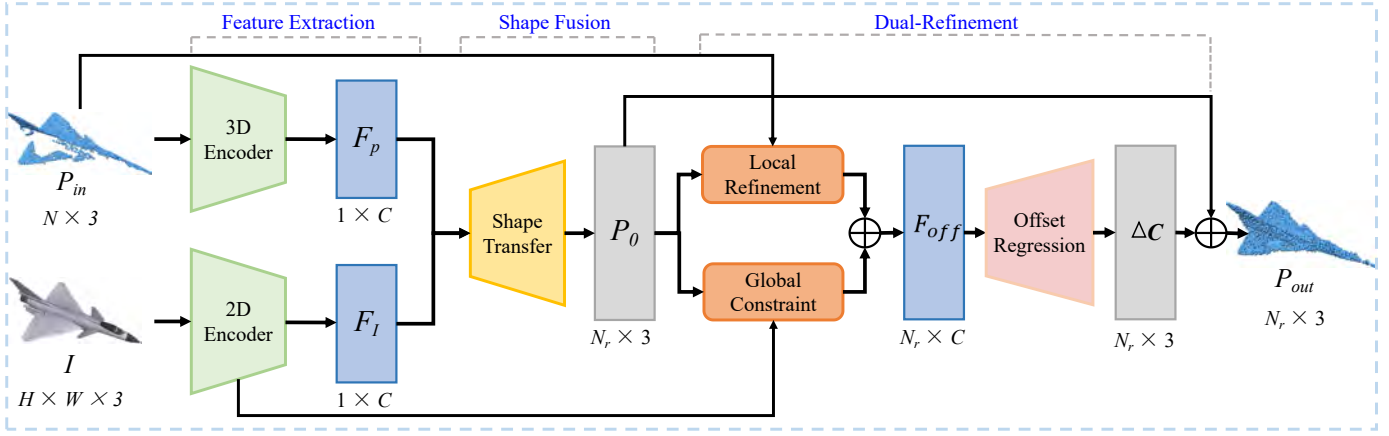 Feature Extraction
Shape Fusion
Dual-Refinement
P_in
N × 3
3D
Encoder
F_p
1 × C
I
H × W × 3
2D
Encoder
F_I
1 × C
Shape
Transfer
P_0
N_r × 3
Local
Refinement
Global
Constraint
F_off
N_r × C
Offset
Regression
ΔC
N_r × 3
P_out
N_r × 3